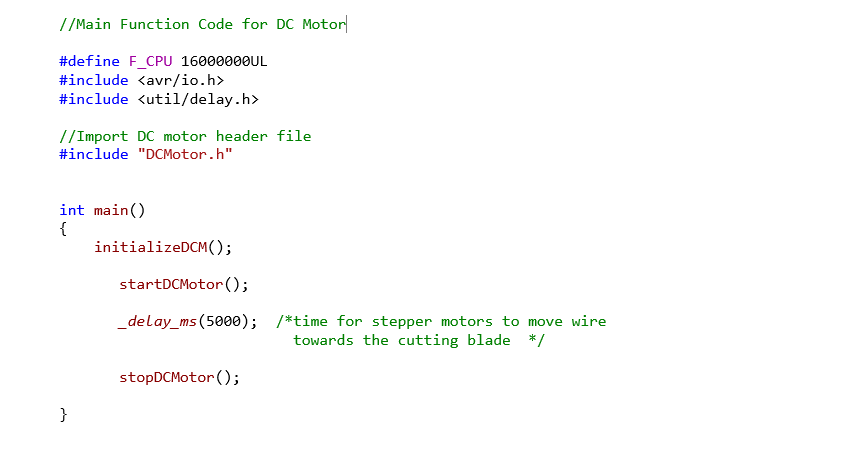 //Main Function Code for DC Motor
#define F_CPU 16000000UL
#include <avr/io.h>
#include <util/delay.h>
//Import DC motor header file
#include "DCMotor.h"
int main()
{
initializeDCM();
startDCMotor();
_delay_ms(5000);  /*time for stepper motors to move wire
towards the cutting blade  */
stopDCMotor();
}